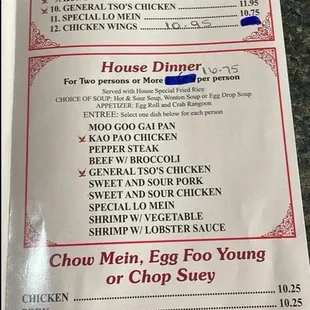 10. GENERAL TSO'S CHICKEN 11.95
11. SPECIAL LO MEIN 10.75
12. CHICKEN WINGS 10.95
House Dinner 16.75
For Two persons or More per person
Served with House Special Fried Rice
CHOICE OF SOUP: Hot & Sour Soup, Wonton Soup or Egg Drop Soup
APPETIZER: Egg Roll and Crab Rangoon
ENTREE: Select one dish below for each person
MOO GOO GAI PAN
KAO PAO CHICKEN
PEPPER STEAK
BEEF W/ BROCCOLI
GENERAL TSO'S CHICKEN
SWEET AND SOUR PORK
SWEET AND SOUR CHICKEN
SPECIAL LO MEIN
SHRIMP W/ VEGETABLE
SHRIMP W/ LOBSTER SAUCE
Chow Mein, Egg Foo Young
or Chop Suey
CHICKEN 10.25
10.25